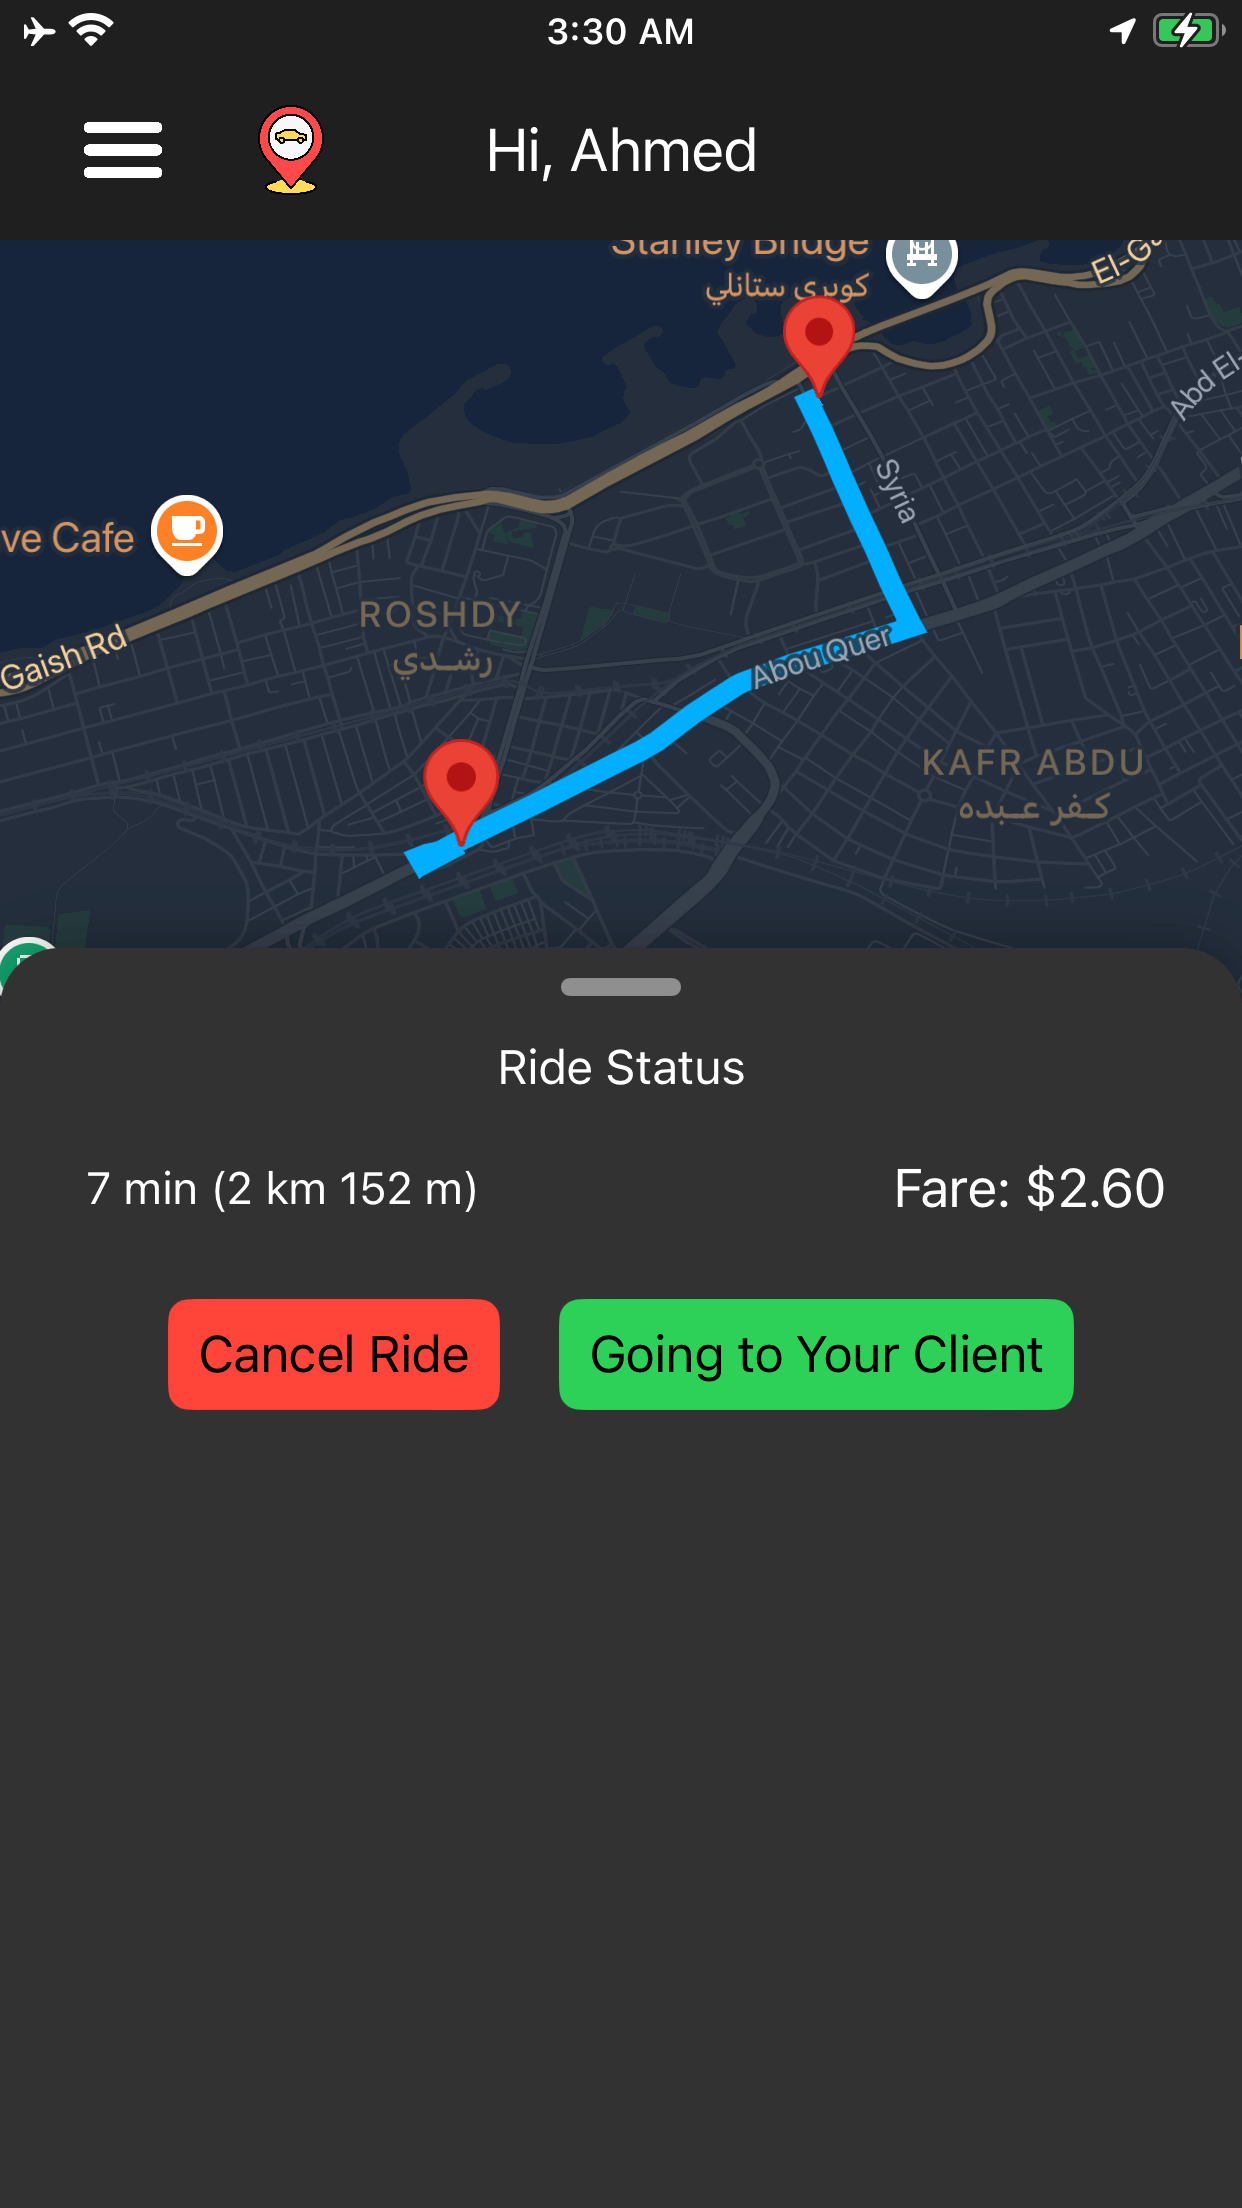 3:30 AM
Hi, Ahmed
Stanley Bridge
كوبري ستانلي
El-Ga
Abd El-
Syria
ve Cafe
ROSHDY
رشدي
Gaish Rd
Abou Quer
KAFR ABDU
كفر عبده
Ride Status
7 min (2 km 152 m)
Fare: $2.60
Cancel Ride
Going to Your Client